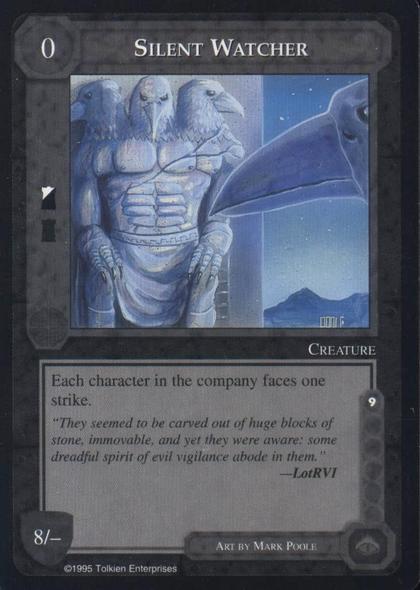 0
SILENT WATCHER
CREATURE
Each character in the company faces one
strike.
“They seemed to be carved out of huge blocks of
stone, immovable, and yet they were aware: some
dreadful spirit of evil vigilance abode in them.”
—LotRVI
9
8/–
ART BY MARK POOLE
©1995 Tolkien Enterprises